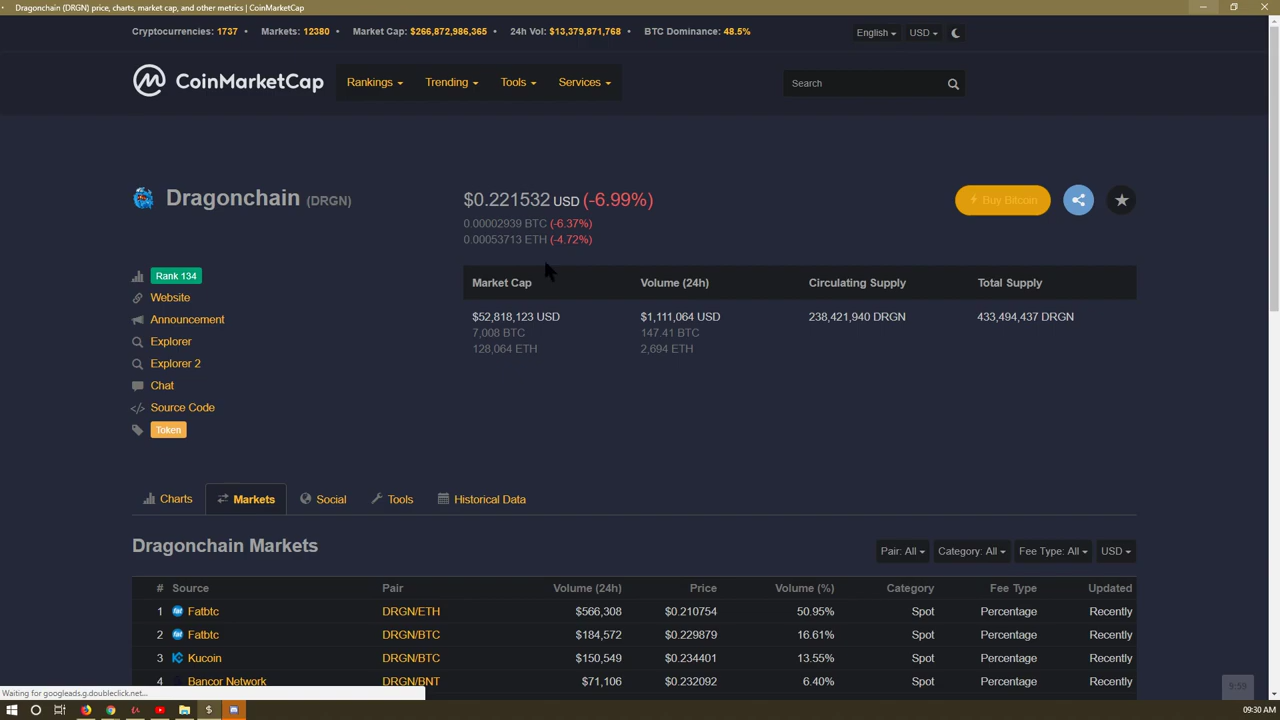 Dragonchain (DRGN) price, charts, market cap, and other metrics | CoinMarketCap
Cryptocurrencies: 1737 • Markets: 12380 • Market Cap: $266,872,986,365 • 24h Vol: $13,379,871,768 • BTC Dominance: 48.5% English USD
CoinMarketCap Rankings Trending Tools Services Search
Dragonchain (DRGN) $0.221532 USD (-6.99%) Buy Bitcoin
0.00002939 BTC (-6.37%)
0.00053713 ETH (-4.72%)
Rank 134
Website
Announcement
Explorer
Explorer 2
Chat
Source Code
Token
Market Cap Volume (24h) Circulating Supply Total Supply
$52,818,123 USD $1,111,064 USD 238,421,940 DRGN 433,494,437 DRGN
7,008 BTC 147.41 BTC
128,064 ETH 2,694 ETH
Charts Markets Social Tools Historical Data
Dragonchain Markets Pair: All Category: All Fee Type: All USD
# Source Pair Volume (24h) Price Volume (%) Category Fee Type Updated
1 Fatbtc DRGN/ETH $566,308 $0.210754 50.95% Spot Percentage Recently
2 Fatbtc DRGN/BTC $184,572 $0.229879 16.61% Spot Percentage Recently
3 Kucoin DRGN/BTC $150,549 $0.234401 13.55% Spot Percentage Recently
4 Bancor Network DRGN/BNT $71,106 $0.232092 6.40% Spot Percentage Recently
Waiting for googleads.g.doubleclick.net...
9:59
09:30 AM